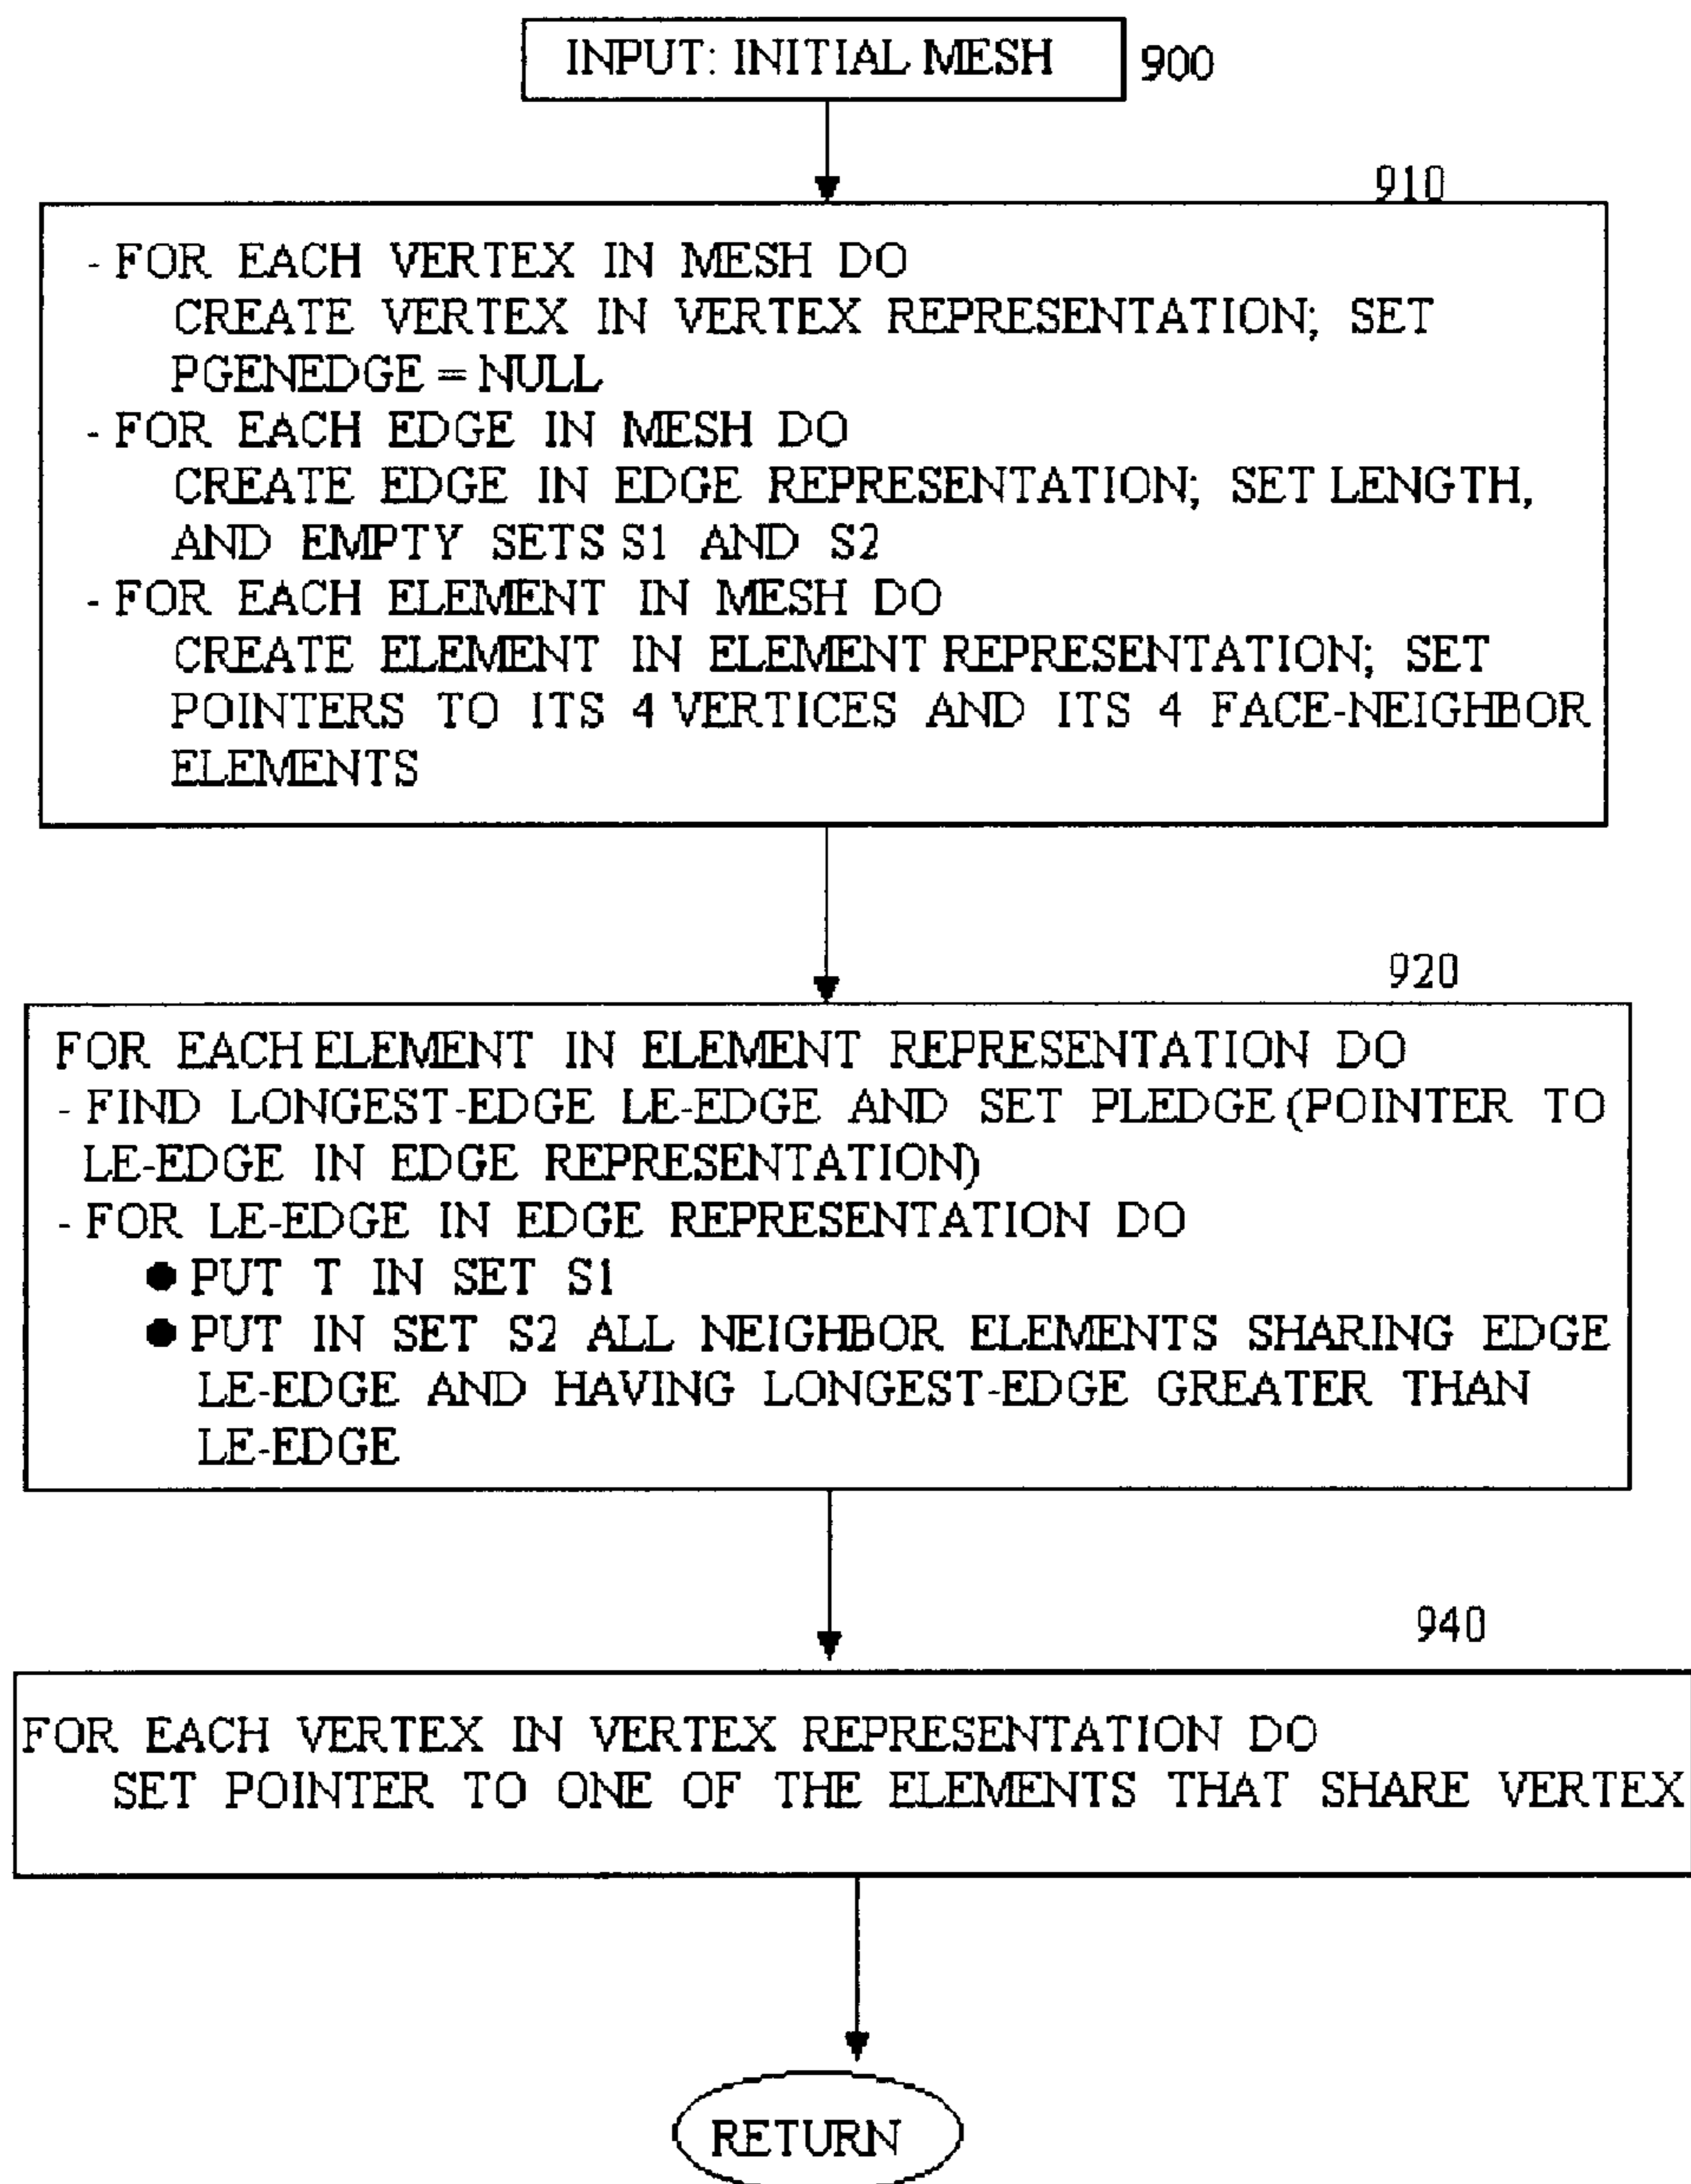 INPUT: INITIAL MESH
900
910
- FOR EACH VERTEX IN MESH DO
CREATE VERTEX IN VERTEX REPRESENTATION; SET
PGENEDGE = NULL
- FOR EACH EDGE IN MESH DO
CREATE EDGE IN EDGE REPRESENTATION; SET LENGTH,
AND EMPTY SETS S1 AND S2
- FOR EACH ELEMENT IN MESH DO
CREATE ELEMENT IN ELEMENT REPRESENTATION; SET
POINTERS TO ITS 4 VERTICES AND ITS 4 FACE-NEIGHBOR
ELEMENTS
920
FOR EACH ELEMENT IN ELEMENT REPRESENTATION DO
- FIND LONGEST-EDGE LE-EDGE AND SET PLEDGE (POINTER TO
LE-EDGE IN EDGE REPRESENTATION)
- FOR LE-EDGE IN EDGE REPRESENTATION DO
● PUT T IN SET S1
● PUT IN SET S2 ALL NEIGHBOR ELEMENTS SHARING EDGE
LE-EDGE AND HAVING LONGEST-EDGE GREATER THAN
LE-EDGE
940
FOR EACH VERTEX IN VERTEX REPRESENTATION DO
SET POINTER TO ONE OF THE ELEMENTS THAT SHARE VERTEX
RETURN